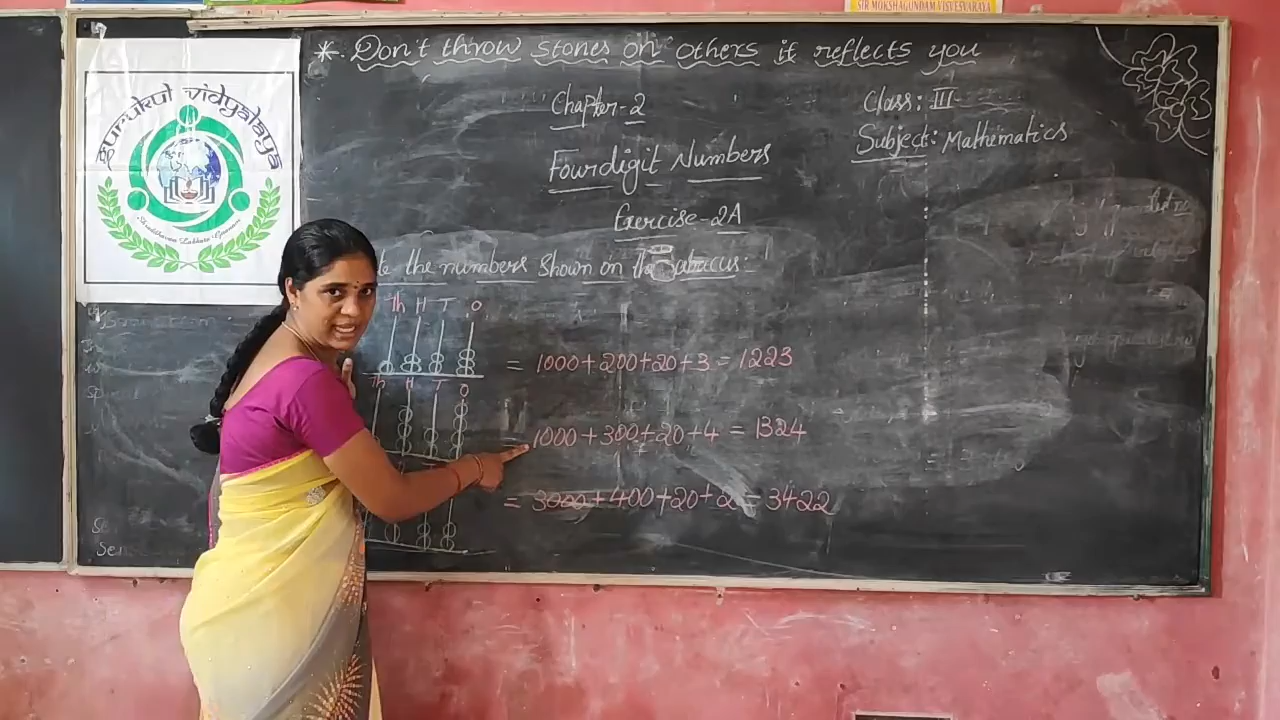 SIR MOKSHAGUNDAM VISVESVARAYA
*. Don't throw stones on others it reflects you
gurukul vidyalaya
Chapter-2
Class: III
Subject: Mathematics
Fourdigit Numbers
Exercise-2A
the numbers shown on the abacus:
Th H T O
= 1000+200+20+3 = 1223
Th H T O
= 1000+300+20+4 = 1324
= 3000+400+20+2 = 3422